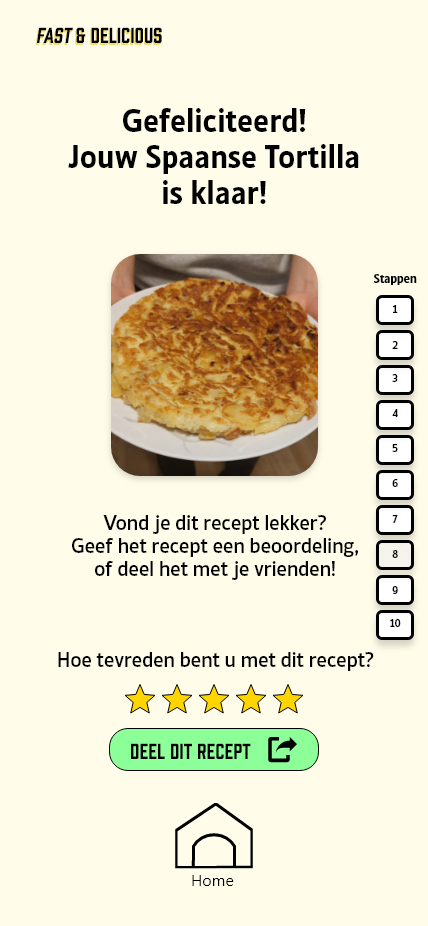 FAST & DELICIOUS
Gefeliciteerd!
Jouw Spaanse Tortilla
is klaar!
Stappen
1
2
3
4
5
6
7
8
9
10
Vond je dit recept lekker?
Geef het recept een beoordeling,
of deel het met je vrienden!
Hoe tevreden bent u met dit recept?
DEEL DIT RECEPT
Home